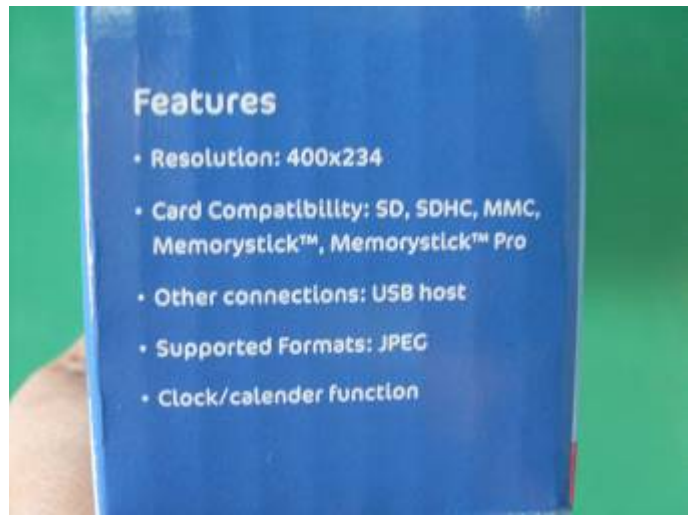 Features
• Resolution: 400x234
• Card Compatibility: SD, SDHC, MMC,
Memorystick™, Memorystick™ Pro
• Other connections: USB host
• Supported Formats: JPEG
• Clock/calender function